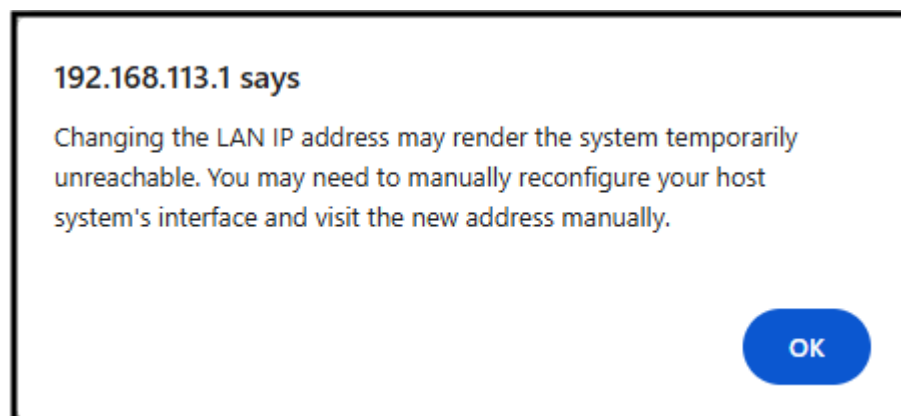 192.168.113.1 says
Changing the LAN IP address may render the system temporarily
unreachable. You may need to manually reconfigure your host
system's interface and visit the new address manually.
OK